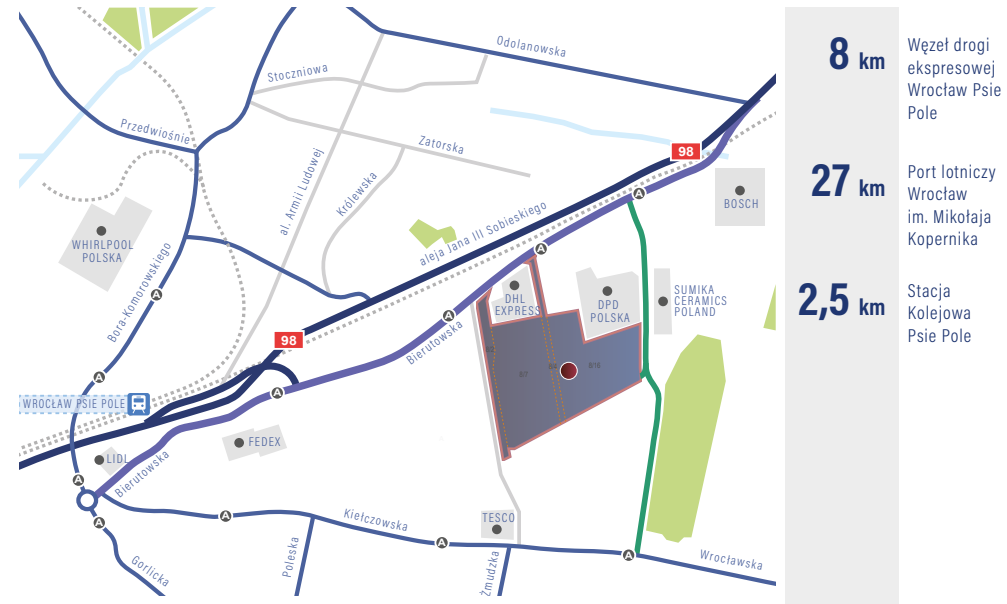 Odolanowska
Stoczniowa
Przedwiośnie
Zatorska
98
al. Armii Ludowej
Królewska
BOSCH
aleja Jana III Sobieskiego
A
WHIRLPOOL
POLSKA
A
Bora-Komorowskiego
A
DHL
EXPRESS
DPD
POLSKA
SUMIKA
CERAMICS
POLAND
A
Bierutowska
98
A
A
WROCŁAW PSIE POLE
FEDEX
LIDL
Bierutowska
A
A
A
Kiełczowska
TESCO
A
A
Wrocławska
Gorlicka
Poleska
Żmudzka
8 km
Węzeł drogi
ekspresowej
Wrocław Psie
Pole
27 km
Port lotniczy
Wrocław
im. Mikołaja
Kopernika
2,5 km
Stacja
Kolejowa
Psie Pole